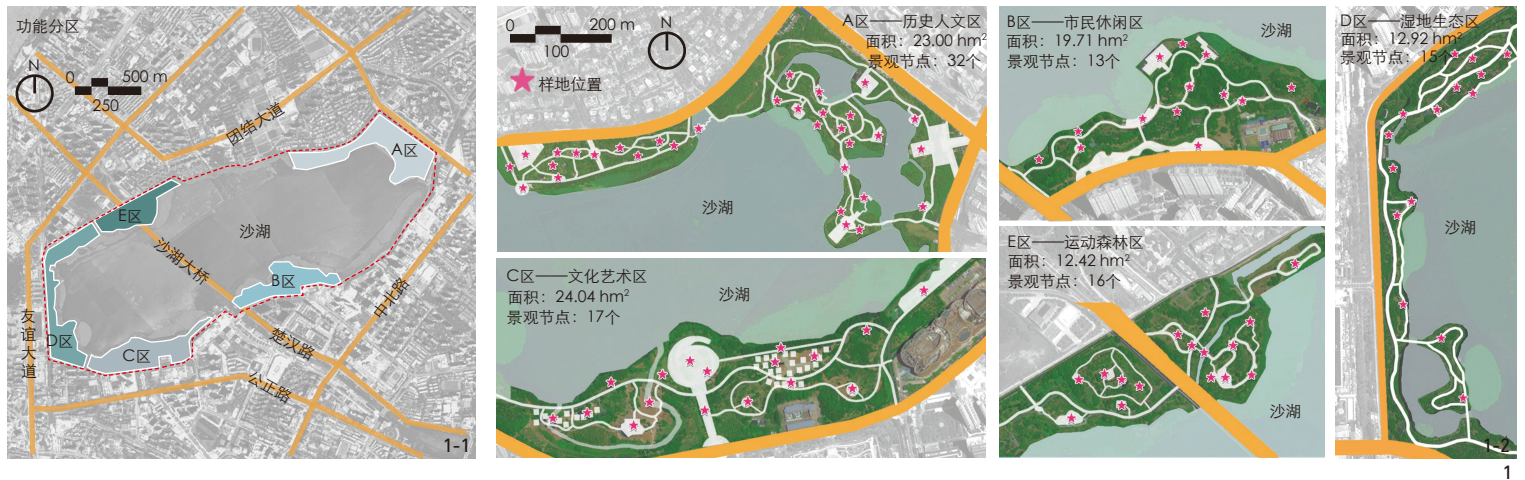 功能分区
N
0
500 m
250
团结大道
A区
E区
沙湖
沙湖大桥
B区
中北路
友谊大道
D区
C区
楚汉路
公正路
1-1
0
200 m
100
N
样地位置
A区——历史人文区
面积：23.00 hm²
景观节点：32个
沙湖
C区——文化艺术区
面积：24.04 hm²
景观节点：17个
沙湖
B区——市民休闲区
面积：19.71 hm²
景观节点：13个
沙湖
E区——运动森林区
面积：12.42 hm²
景观节点：16个
沙湖
D区——湿地生态区
面积：12.92 hm²
景观节点：15个
沙湖
1-2
1